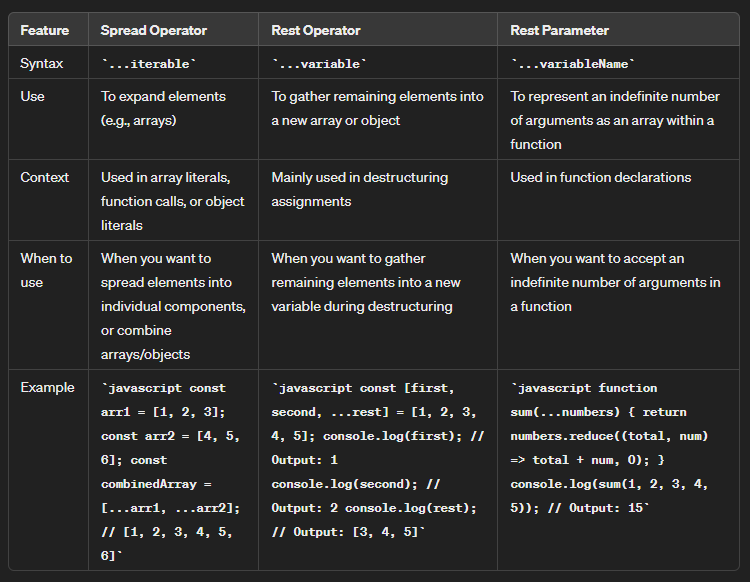 Feature Spread Operator Rest Operator Rest Parameter
Syntax `...iterable` `...variable` `...variableName`
Use
To expand elements
(e.g., arrays)
To gather remaining elements into
a new array or object
To represent an indefinite number
of arguments as an array within a
function
Context
Used in array literals,
function calls, or object
literals
Mainly used in destructuring
assignments
Used in function declarations
When to
use
When you want to
spread elements into
individual components,
or combine
arrays/objects
When you want to gather
remaining elements into a new
variable during destructuring
When you want to accept an
indefinite number of arguments in
a function
Example
`javascript const
arr1 = [1, 2, 3];
const arr2 = [4, 5,
6]; const
combinedArray =
[...arr1, ...arr2];
// [1, 2, 3, 4, 5,
6]`
`javascript const [first,
second, ...rest] = [1, 2, 3,
4, 5]; console.log(first); //
Output: 1
console.log(second); //
Output: 2 console.log(rest);
// Output: [3, 4, 5]`
`javascript function
sum(...numbers) { return
numbers.reduce((total, num)
=> total + num, 0); }
console.log(sum(1, 2, 3, 4,
5)); // Output: 15`